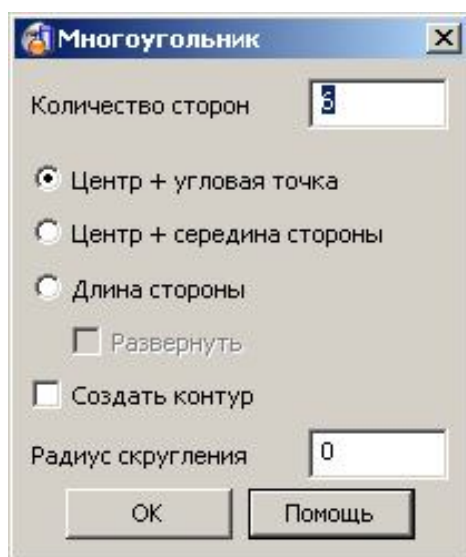 Многоугольник
Количество сторон 6
Центр + угловая точка
Центр + середина стороны
Длина стороны
Развернуть
Создать контур
Радиус скругления 0
OK Помощь